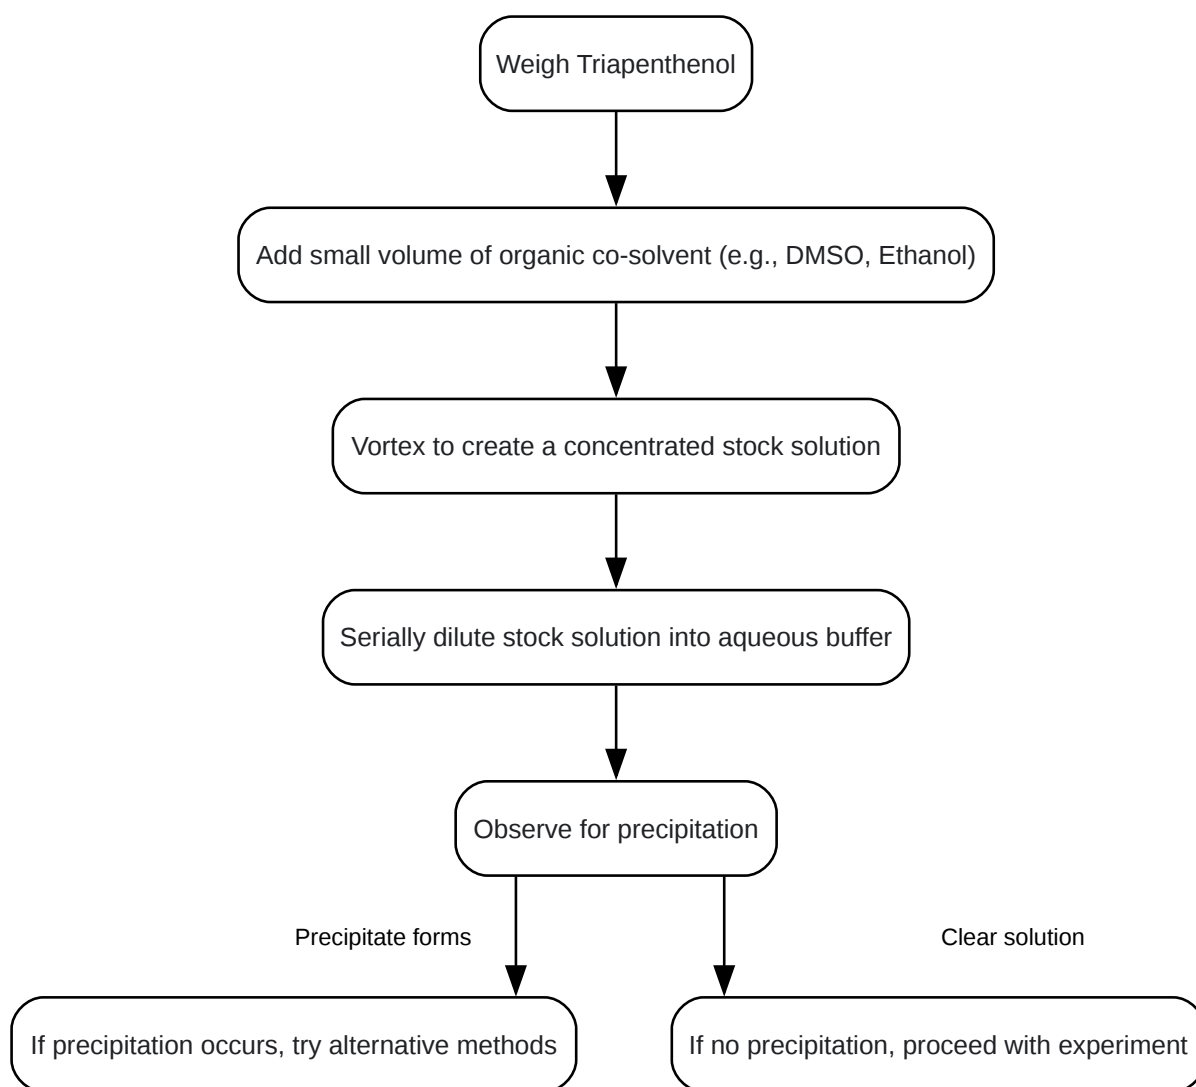 Weigh Triapenthenol
Add small volume of organic co-solvent (e.g., DMSO, Ethanol)
Vortex to create a concentrated stock solution
Serially dilute stock solution into aqueous buffer
Observe for precipitation
Precipitate forms
Clear solution
If precipitation occurs, try alternative methods
If no precipitation, proceed with experiment